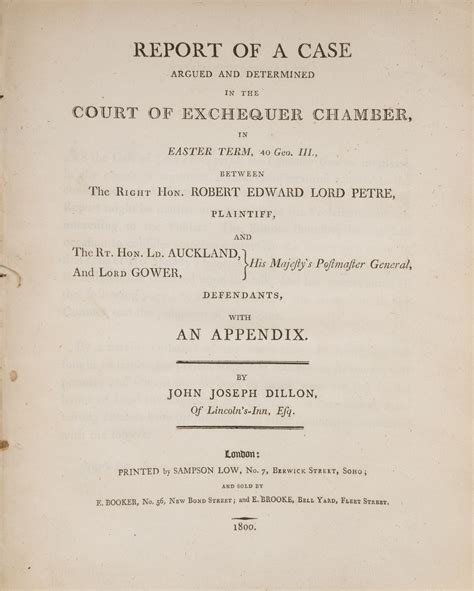 REPORT OF A CASE
ARGUED AND DETERMINED
IN THE
COURT OF EXCHEQUER CHAMBER,
IN
EASTER TERM, 40 Geo. III.,
BETWEEN
The RIGHT HON. ROBERT EDWARD LORD PETRE,
PLAINTIFF,
AND
The RT. HON. LD. AUCKLAND,
And LORD GOWER,
} His Majeſty's Poſtmaſter General,
DEFENDANTS,
WITH
AN APPENDIX.
BY
JOHN JOSEPH DILLON,
Of Lincoln's-Inn, Eſq.
London:
PRINTED by SAMPSON LOW, No. 7, BERWICK STREET, SOHO;
AND SOLD BY
E. BOOKER, No. 56, NEW BOND STREET; and E. BROOKE, BELL YARD, FLEET STREET.
1800.